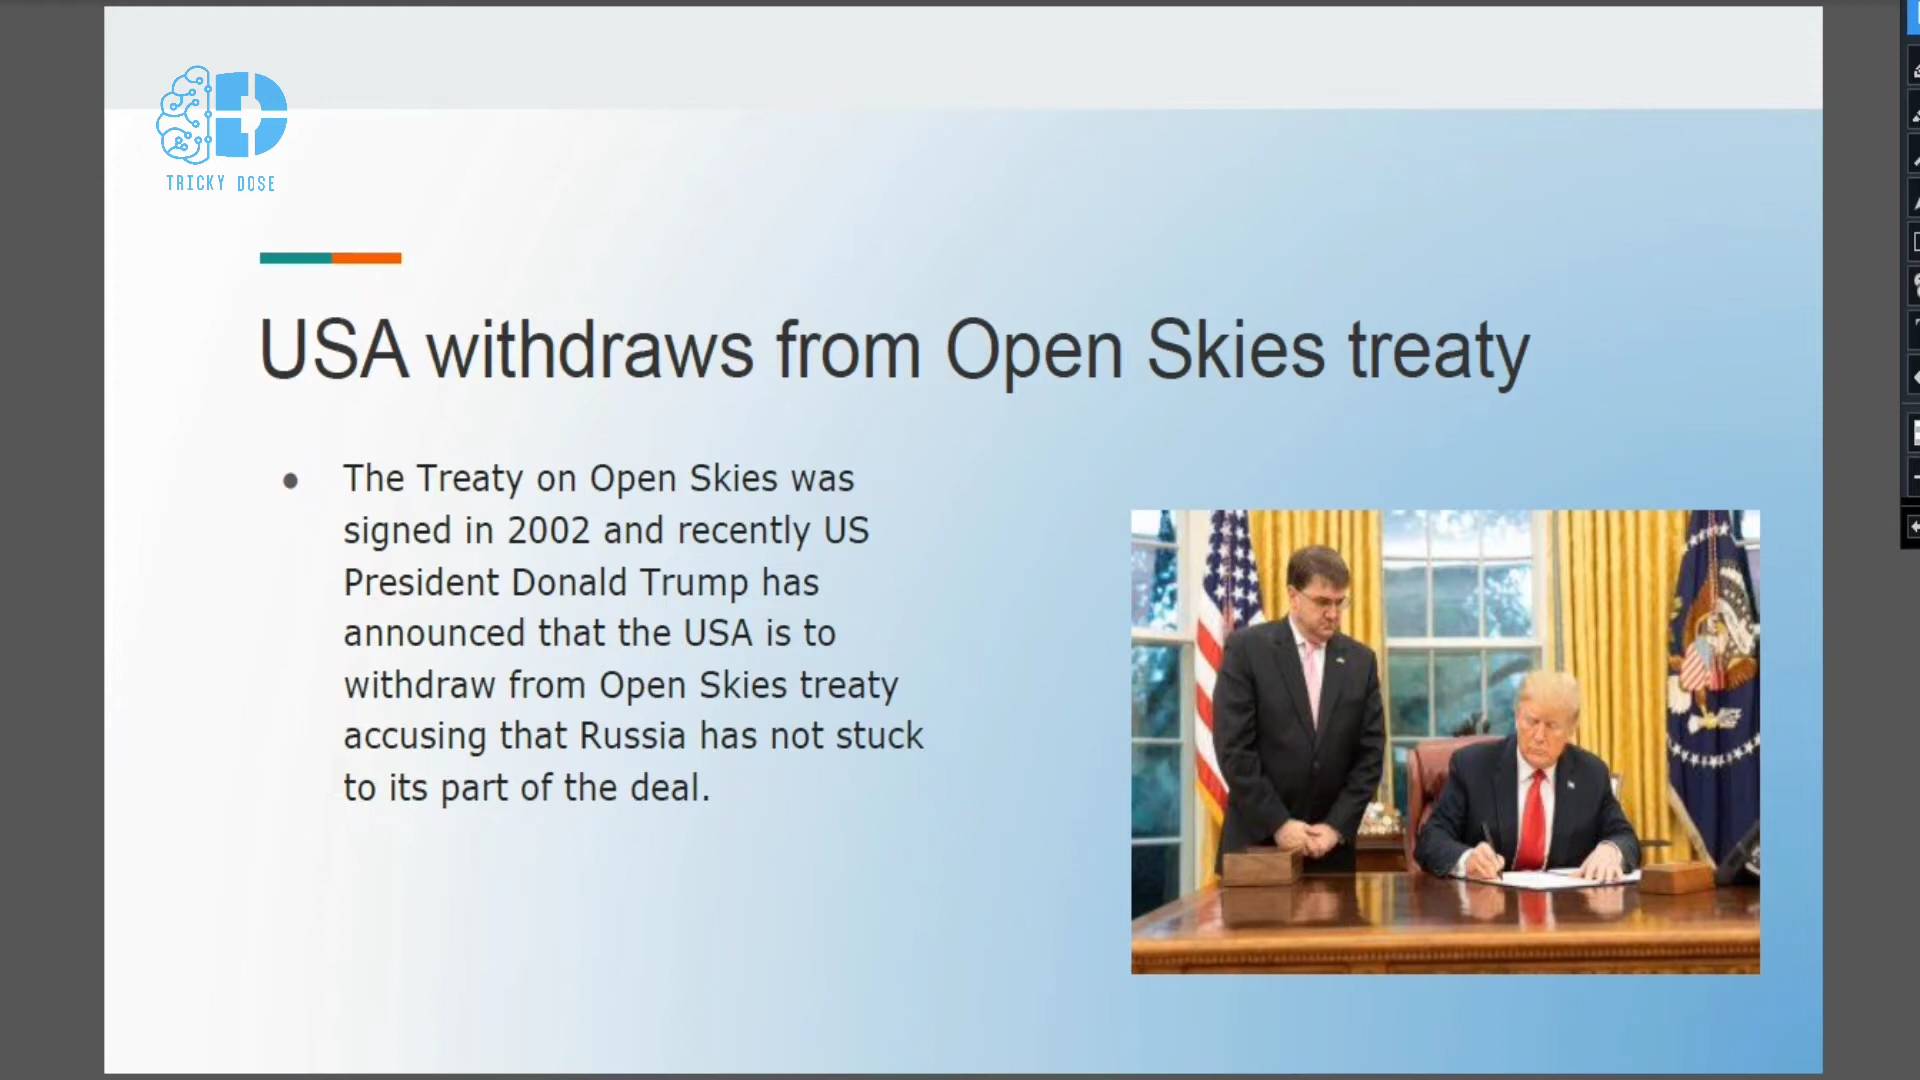 TRICKY DOSE
USA withdraws from Open Skies treaty
● The Treaty on Open Skies was
signed in 2002 and recently US
President Donald Trump has
announced that the USA is to
withdraw from Open Skies treaty
accusing that Russia has not stuck
to its part of the deal.